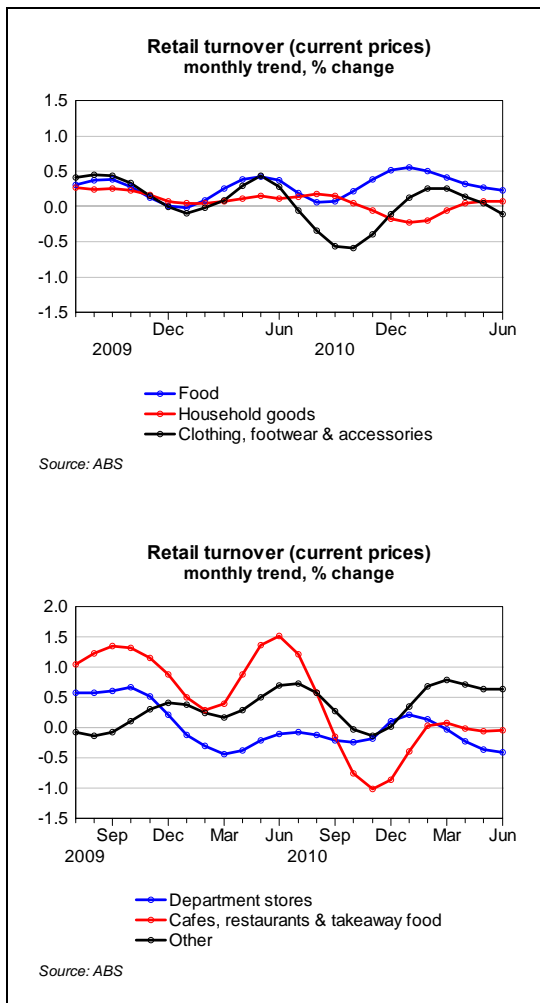 Retail turnover (current prices)
monthly trend, % change
1.5
1.0
0.5
0.0
-0.5
-1.0
-1.5
Dec Jun Dec Jun
2009 2010
Food
Household goods
Clothing, footwear & accessories
Source: ABS
Retail turnover (current prices)
monthly trend, % change
2.0
1.5
1.0
0.5
0.0
-0.5
-1.0
-1.5
Sep Dec Mar Jun Sep Dec Mar Jun
2009 2010
Department stores
Cafes, restaurants & takeaway food
Other
Source: ABS